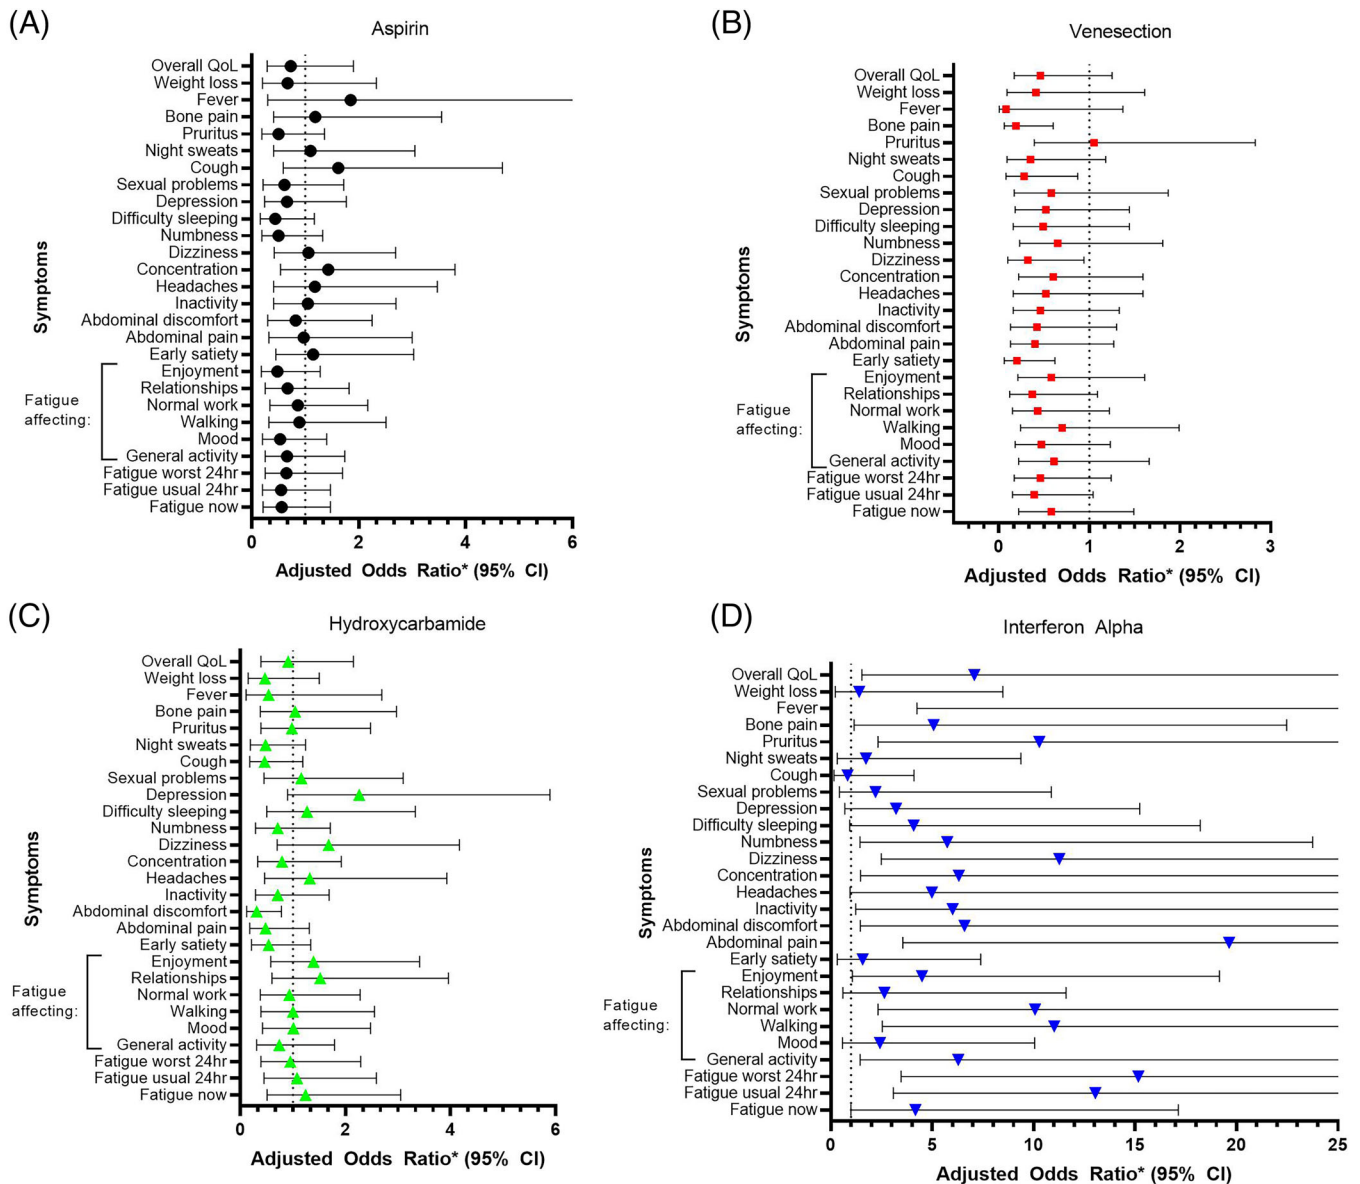 (A)
Aspirin
Symptoms
Overall QoL
Weight loss
Fever
Bone pain
Pruritus
Night sweats
Cough
Sexual problems
Depression
Difficulty sleeping
Numbness
Dizziness
Concentration
Headaches
Inactivity
Abdominal discomfort
Abdominal pain
Early satiety
Fatigue
affecting:
Enjoyment
Relationships
Normal work
Walking
Mood
General activity
Fatigue worst 24hr
Fatigue usual 24hr
Fatigue now
0 2 4 6
Adjusted Odds Ratio* (95% CI)
(B)
Venesection
Symptoms
Overall QoL
Weight loss
Fever
Bone pain
Pruritus
Night sweats
Cough
Sexual problems
Depression
Difficulty sleeping
Numbness
Dizziness
Concentration
Headaches
Inactivity
Abdominal discomfort
Abdominal pain
Early satiety
Fatigue
affecting:
Enjoyment
Relationships
Normal work
Walking
Mood
General activity
Fatigue worst 24hr
Fatigue usual 24hr
Fatigue now
0 1 2 3
Adjusted Odds Ratio* (95% CI)
(C)
Hydroxycarbamide
Symptoms
Overall QoL
Weight loss
Fever
Bone pain
Pruritus
Night sweats
Cough
Sexual problems
Depression
Difficulty sleeping
Numbness
Dizziness
Concentration
Headaches
Inactivity
Abdominal discomfort
Abdominal pain
Early satiety
Fatigue
affecting:
Enjoyment
Relationships
Normal work
Walking
Mood
General activity
Fatigue worst 24hr
Fatigue usual 24hr
Fatigue now
0 2 4 6
Adjusted Odds Ratio* (95% CI)
(D)
Interferon Alpha
Symptoms
Overall QoL
Weight loss
Fever
Bone pain
Pruritus
Night sweats
Cough
Sexual problems
Depression
Difficulty sleeping
Numbness
Dizziness
Concentration
Headaches
Inactivity
Abdominal discomfort
Abdominal pain
Early satiety
Fatigue
affecting:
Enjoyment
Relationships
Normal work
Walking
Mood
General activity
Fatigue worst 24hr
Fatigue usual 24hr
Fatigue now
0 5 10 15 20 25
Adjusted Odds Ratio* (95% CI)